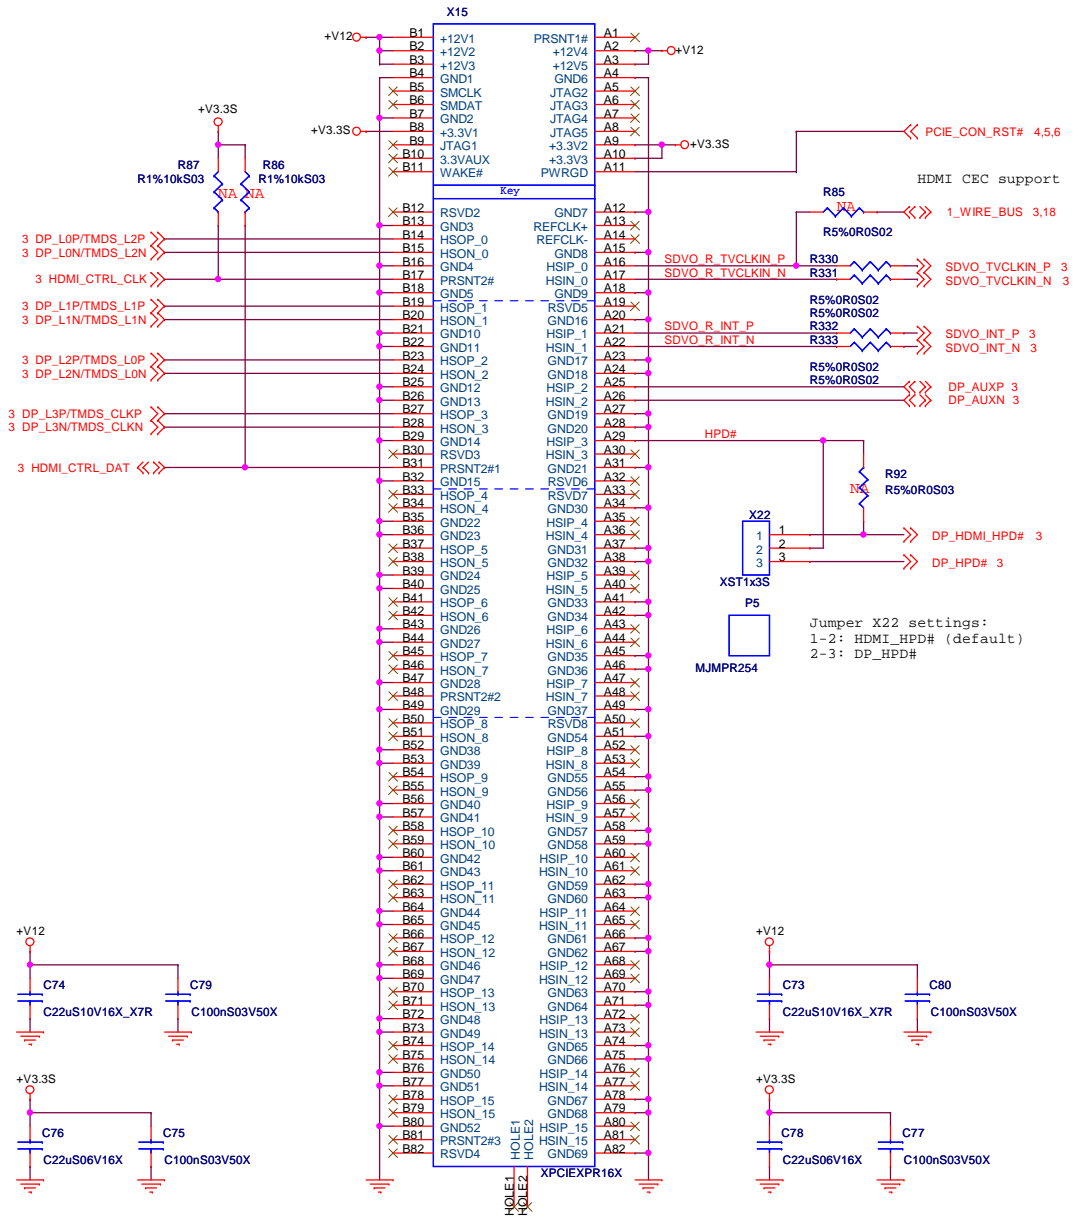 X15
+V12
B1 +12V1 PRSNT1# A1
B2 +12V2 +12V4 A2 +V12
B3 +12V3 +12V5 A3
B4 GND1 GND6 A4
B5 SMCLK JTAG2 A5
B6 SMDAT JTAG3 A6
B7 GND2 JTAG4 A7
+V3.3S B8 +3.3V1 JTAG5 A8 PCIE_CON_RST# 4,5,6
B9 JTAG1 +3.3V2 A9 +V3.3S
B10 3.3VAUX +3.3V3 A10
B11 WAKE# PWRGD A11
+V3.3S
R87 R86
R1%10kS03 R1%10kS03
NA NA
Key
HDMI CEC support
R85
NA
R5%0R0S02
1_WIRE_BUS 3,18
B12 RSVD2 GND7 A12
B13 GND3 REFCLK+ A13
3 DP_L0P/TMDS_L2P B14 HSOP_0 REFCLK- A14
3 DP_L0N/TMDS_L2N B15 HSON_0 GND8 A15
B16 GND4 HSIP_0 A16 SDVO_R_TVCLKIN_P R330 SDVO_TVCLKIN_P 3
3 HDMI_CTRL_CLK B17 PRSNT2# HSIN_0 A17 SDVO_R_TVCLKIN_N R331 SDVO_TVCLKIN_N 3
B18 GND5 GND9 A18
R5%0R0S02
R5%0R0S02
3 DP_L1P/TMDS_L1P B19 HSOP_1 RSVD5 A19
3 DP_L1N/TMDS_L1N B20 HSON_1 GND16 A20
B21 GND10 HSIP_1 A21 SDVO_R_INT_P R332 SDVO_INT_P 3
B22 GND11 HSIN_1 A22 SDVO_R_INT_N R333 SDVO_INT_N 3
R5%0R0S02
R5%0R0S02
3 DP_L2P/TMDS_L0P B23 HSOP_2 GND17 A23
3 DP_L2N/TMDS_L0N B24 HSON_2 GND18 A24
B25 GND12 HSIP_2 A25 DP_AUXP 3
B26 GND13 HSIN_2 A26 DP_AUXN 3
3 DP_L3P/TMDS_CLKP B27 HSOP_3 GND19 A27
3 DP_L3N/TMDS_CLKN B28 HSON_3 GND20 A28
B29 GND14 HSIP_3 A29 HPD#
B30 RSVD3 HSIN_3 A30
3 HDMI_CTRL_DAT B31 PRSNT2#1 GND21 A31
B32 GND15 RSVD6 A32
R92
NA
R5%0R0S03
B33 HSOP_4 RSVD7 A33
B34 HSON_4 GND30 A34
B35 GND22 HSIP_4 A35
B36 GND23 HSIN_4 A36
B37 HSOP_5 GND31 A37
B38 HSON_5 GND32 A38
B39 GND24 HSIP_5 A39
B40 GND25 HSIN_5 A40
B41 HSOP_6 GND33 A41
B42 HSON_6 GND34 A42
B43 GND26 HSIP_6 A43
B44 GND27 HSIN_6 A44
B45 HSOP_7 GND35 A45
B46 HSON_7 GND36 A46
B47 GND28 HSIP_7 A47
B48 PRSNT2#2 HSIN_7 A48
B49 GND29 GND37 A49
X22
1 1 DP_HDMI_HPD# 3
2 2
3 3 DP_HPD# 3
XST1x3S
P5
MJMPR254
Jumper X22 settings:
1-2: HDMI_HPD# (default)
2-3: DP_HPD#
B50 HSOP_8 RSVD8 A50
B51 HSON_8 GND54 A51
B52 GND38 HSIP_8 A52
B53 GND39 HSIN_8 A53
B54 HSOP_9 GND55 A54
B55 HSON_9 GND56 A55
B56 GND40 HSIP_9 A56
B57 GND41 HSIN_9 A57
B58 HSOP_10 GND57 A58
B59 HSON_10 GND58 A59
B60 GND42 HSIP_10 A60
B61 GND43 HSIN_10 A61
B62 HSOP_11 GND59 A62
B63 HSON_11 GND60 A63
B64 GND44 HSIP_11 A64
B65 GND45 HSIN_11 A65
B66 HSOP_12 GND61 A66
B67 HSON_12 GND62 A67
B68 GND46 HSIP_12 A68
B69 GND47 HSIN_12 A69
B70 HSOP_13 GND63 A70
B71 HSON_13 GND64 A71
B72 GND48 HSIP_13 A72
B73 GND49 HSIN_13 A73
B74 HSOP_14 GND65 A74
B75 HSON_14 GND66 A75
B76 GND50 HSIP_14 A76
B77 GND51 HSIN_14 A77
B78 HSOP_15 GND67 A78
B79 HSON_15 GND68 A79
B80 GND52 HSIP_15 A80
B81 PRSNT2#3 HSIN_15 A81
B82 RSVD4 GND69 A82
HOLE1 HOLE2
XPCIEXPR16X
HOLE1 HOLE2
+V12
C74 C79
C22uS10V16X_X7R C100nS03V50X
+V3.3S
C76 C75
C22uS06V16X C100nS03V50X
+V12
C73 C80
C22uS10V16X_X7R C100nS03V50X
+V3.3S
C78 C77
C22uS06V16X C100nS03V50X